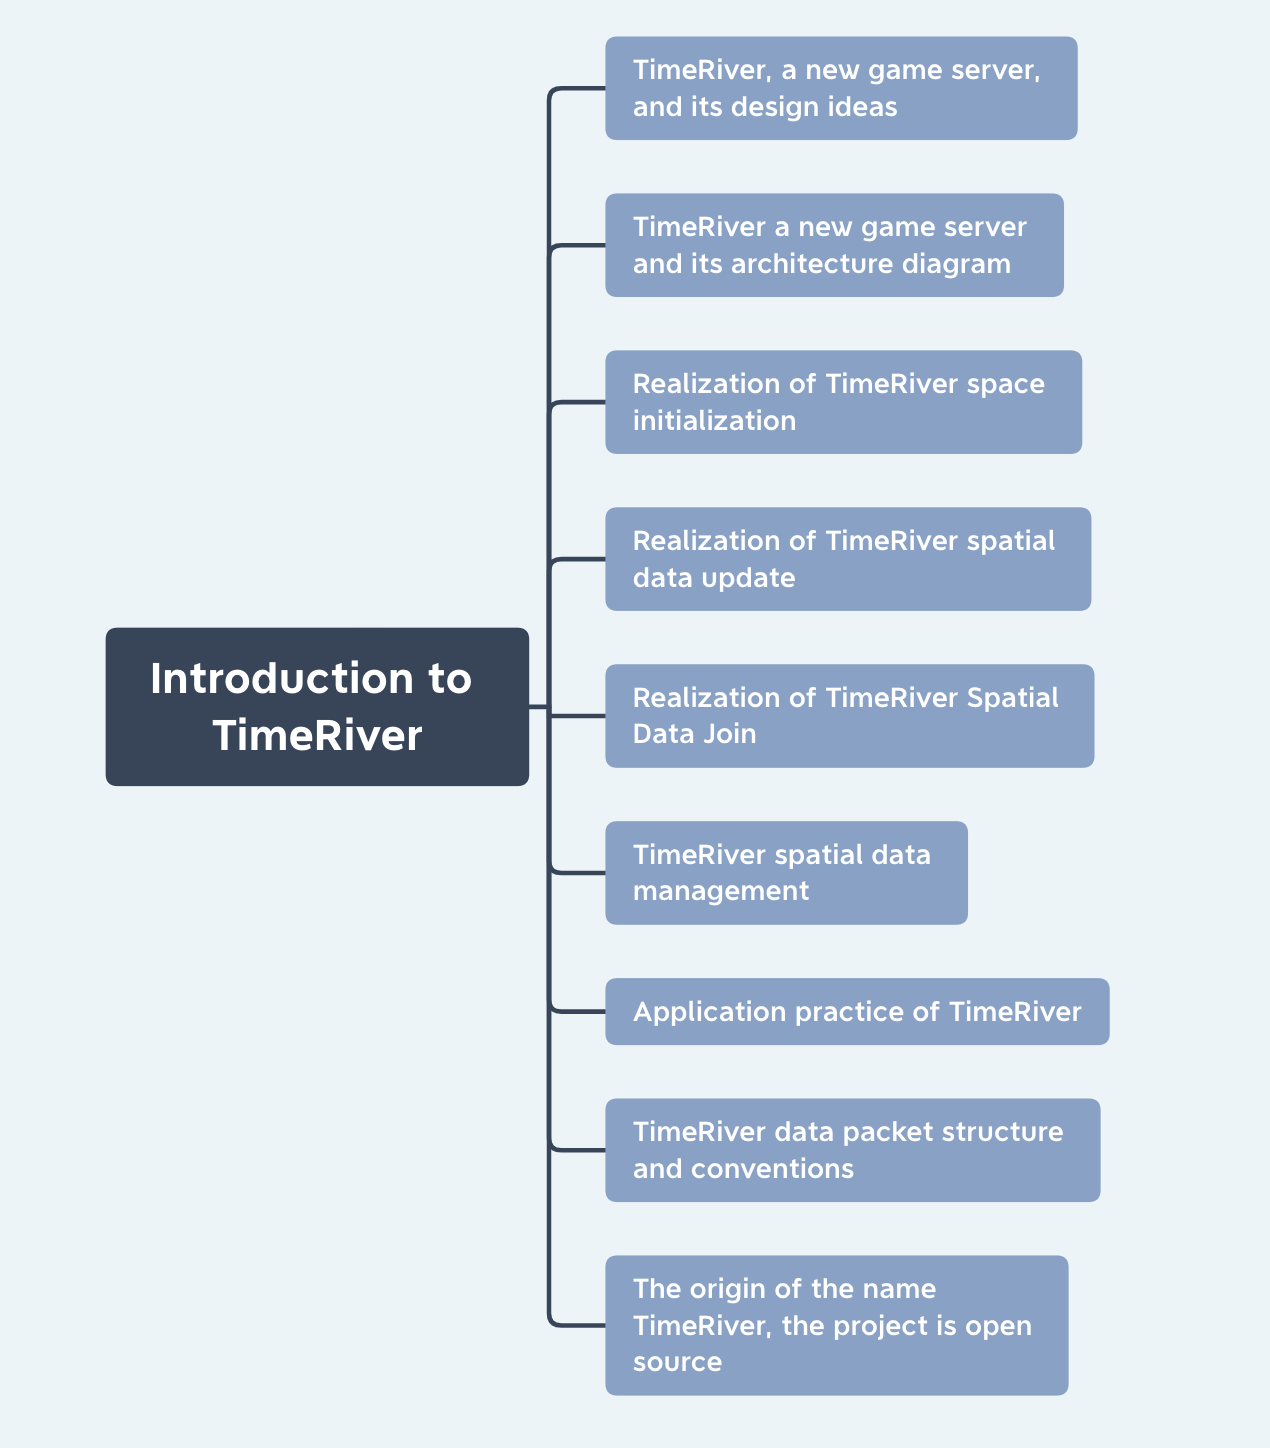 TimeRiver, a new game server,
and its design ideas
TimeRiver a new game server
and its architecture diagram
Realization of TimeRiver space
initialization
Realization of TimeRiver spatial
data update
Introduction to
TimeRiver
Realization of TimeRiver Spatial
Data Join
TimeRiver spatial data
management
Application practice of TimeRiver
TimeRiver data packet structure
and conventions
The origin of the name
TimeRiver, the project is open
source